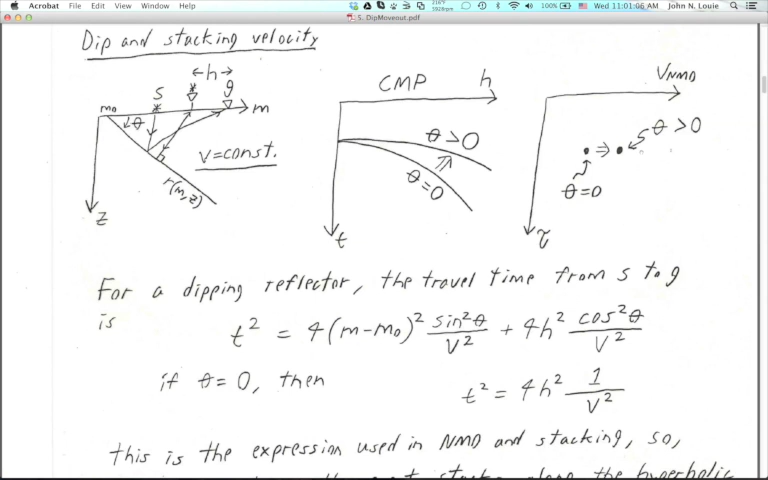 Acrobat File Edit View Window Help
100% Wed 11:01:06 AM John N. Louie
5. DipMoveout.pdf
Dip and stacking velocity
h
s g
m₀ m
θ
v=const.
r(m,z)
z
CMP h
θ>0
θ=0
t
VNMO
θ>0
θ=0
τ
For a dipping reflector, the travel time from s to g
is t² = 4(m-m₀)² sin²θ/V² + 4h² cos²θ/V²
if θ=0, then t² = 4h² 1/V²
this is the expression used in NMO and stacking, so,
along the hyperbolic